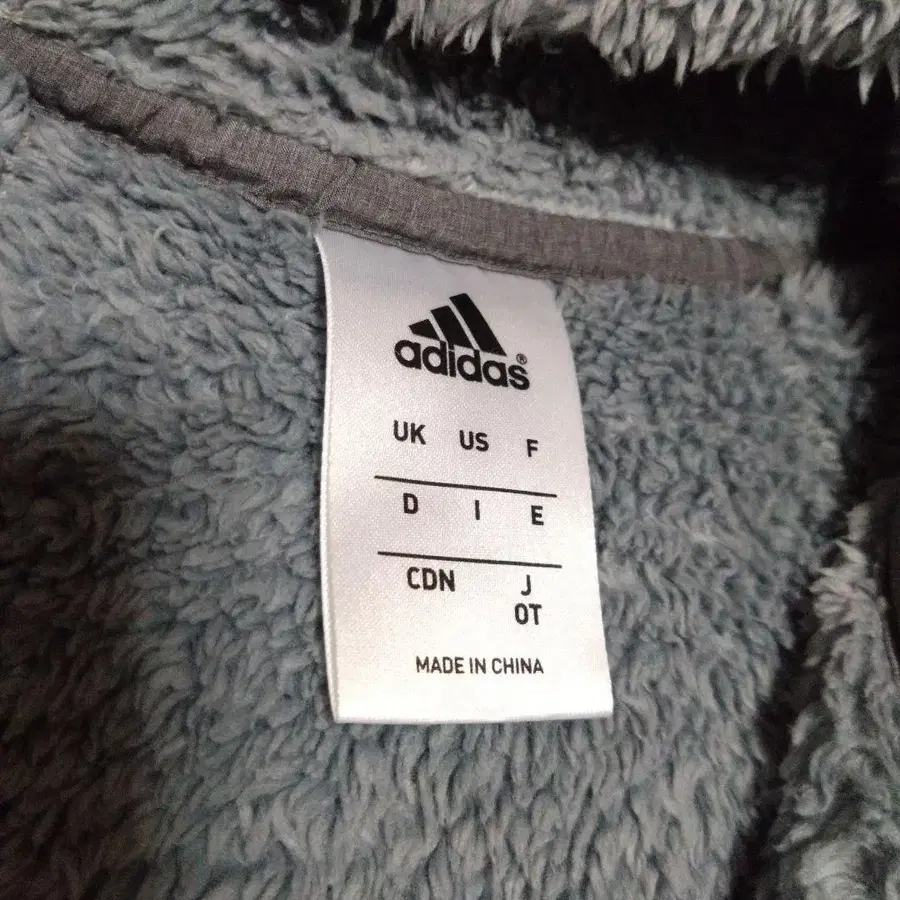 adidas®
UK US F
D I E
CDN J
OT
MADE IN CHINA